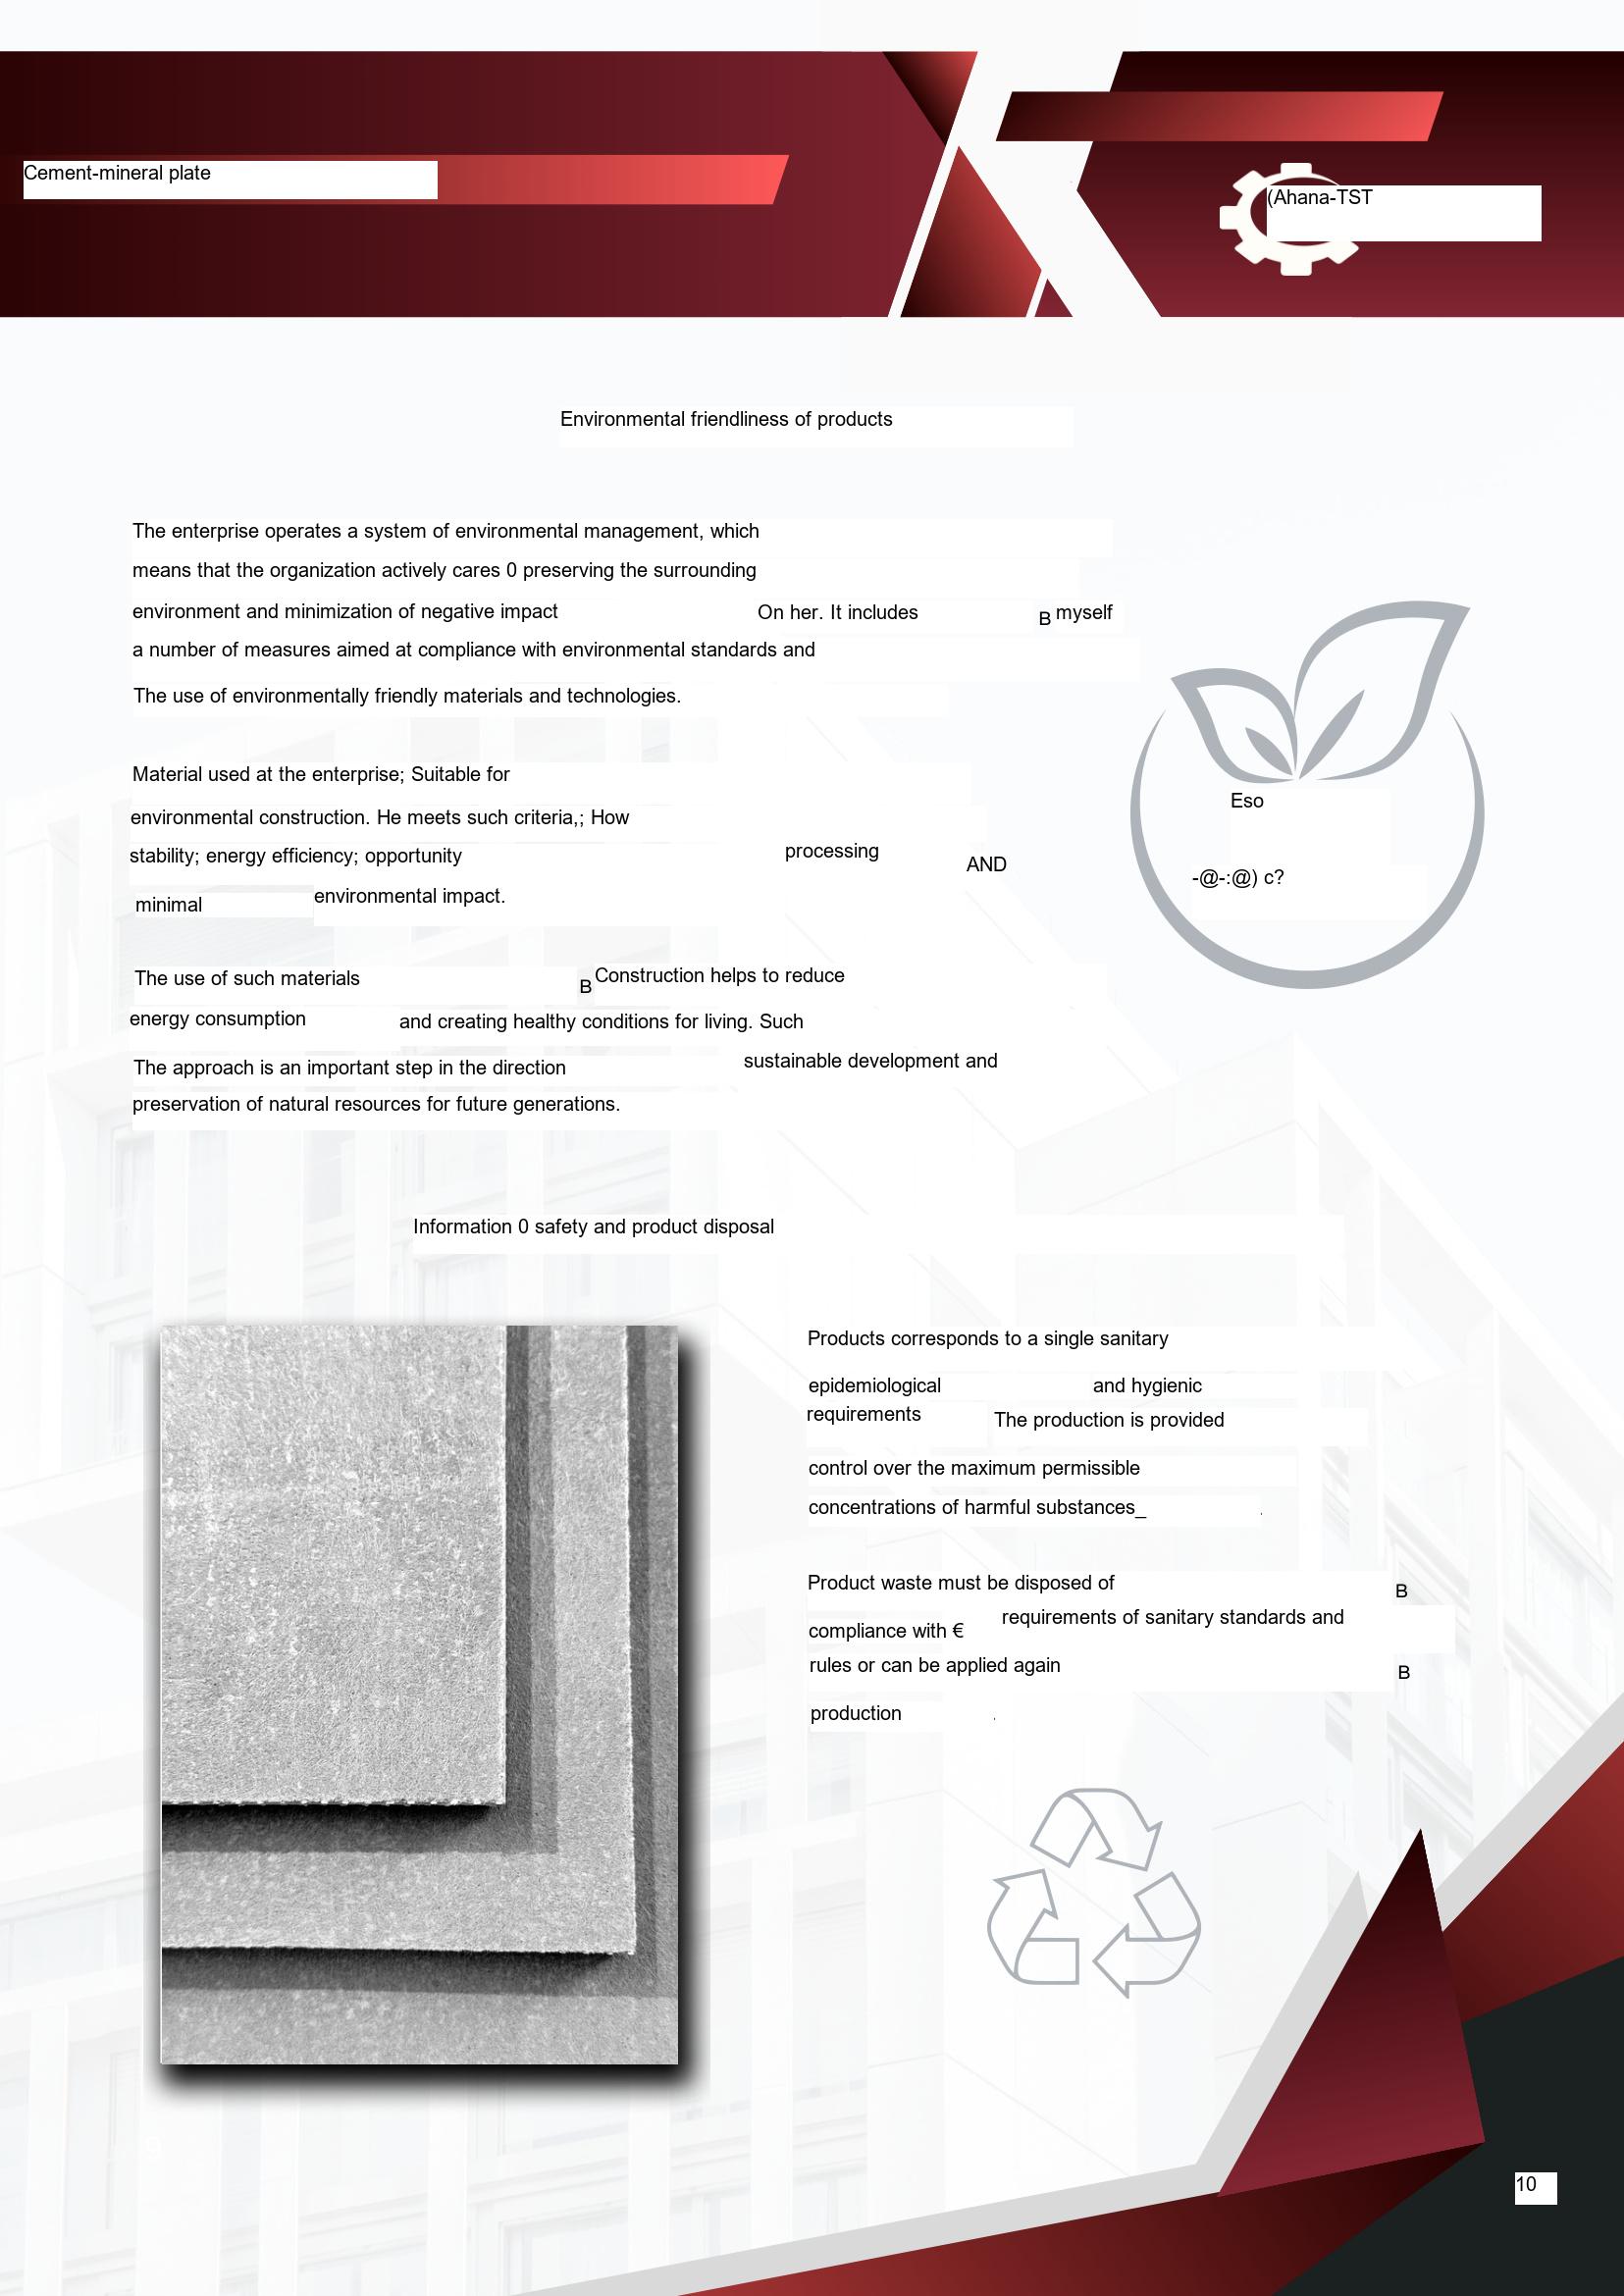 Cement-mineral plate
(Ahana-TST
Environmental friendliness of products
The enterprise operates a system of environmental management, which
means that the organization actively cares 0 preserving the surrounding
environment and minimization of negative impact On her. It includes B myself
a number of measures aimed at compliance with environmental standards and
The use of environmentally friendly materials and technologies.
Material used at the enterprise; Suitable for
environmental construction. He meets such criteria,; How
stability; energy efficiency; opportunity processing AND
minimal environmental impact.
Eso
-@-:@) c?
The use of such materials B Construction helps to reduce
energy consumption and creating healthy conditions for living. Such
The approach is an important step in the direction sustainable development and
preservation of natural resources for future generations.
Information 0 safety and product disposal
Products corresponds to a single sanitary
epidemiological and hygienic
requirements The production is provided
control over the maximum permissible
concentrations of harmful substances_ .
Product waste must be disposed of B
compliance with € requirements of sanitary standards and
rules or can be applied again B
production .
10